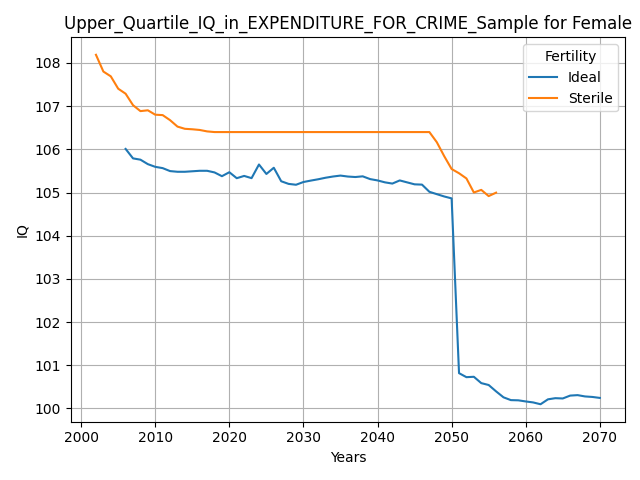 Upper_Quartile_IQ_in_EXPENDITURE_FOR_CRIME_Sample for Female
Fertility
Ideal
Sterile
108
107
106
105
104
103
102
101
100
IQ
2000 2010 2020 2030 2040 2050 2060 2070
Years